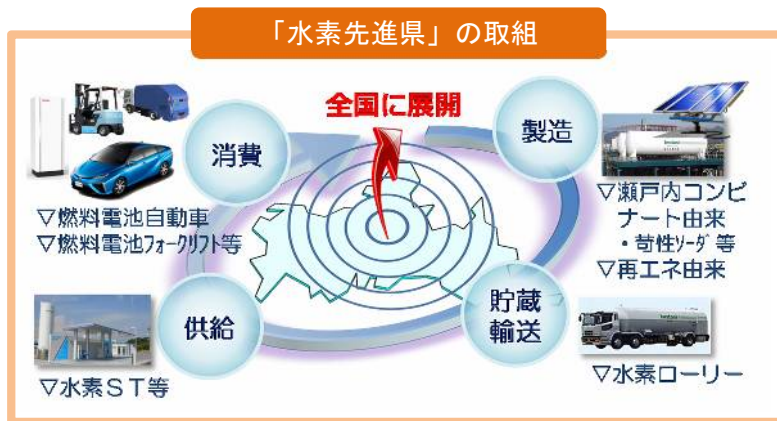 「水素先進県」の取組
全国に展開
消費
▽燃料電池自動車
▽燃料電池フォークリフト等
製造
▽瀬戸内コンビ
ナート由来
・苛性ソーダ等
▽再エネ由来
供給
▽水素ST等
貯蔵
輸送
▽水素ローリー